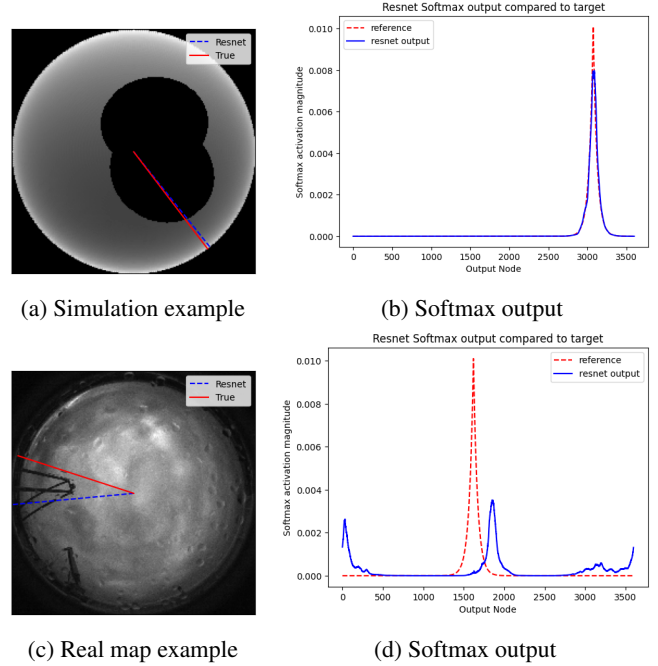 Resnet
True
Resnet Softmax output compared to target
reference
resnet output
Softmax activation magnitude
0.010
0.008
0.006
0.004
0.002
0.000
0 500 1000 1500 2000 2500 3000 3500
Output Node
(a) Simulation example
(b) Softmax output
Resnet
True
Resnet Softmax output compared to target
reference
resnet output
Softmax activation magnitude
0.010
0.008
0.006
0.004
0.002
0.000
0 500 1000 1500 2000 2500 3000 3500
Output Node
(c) Real map example
(d) Softmax output